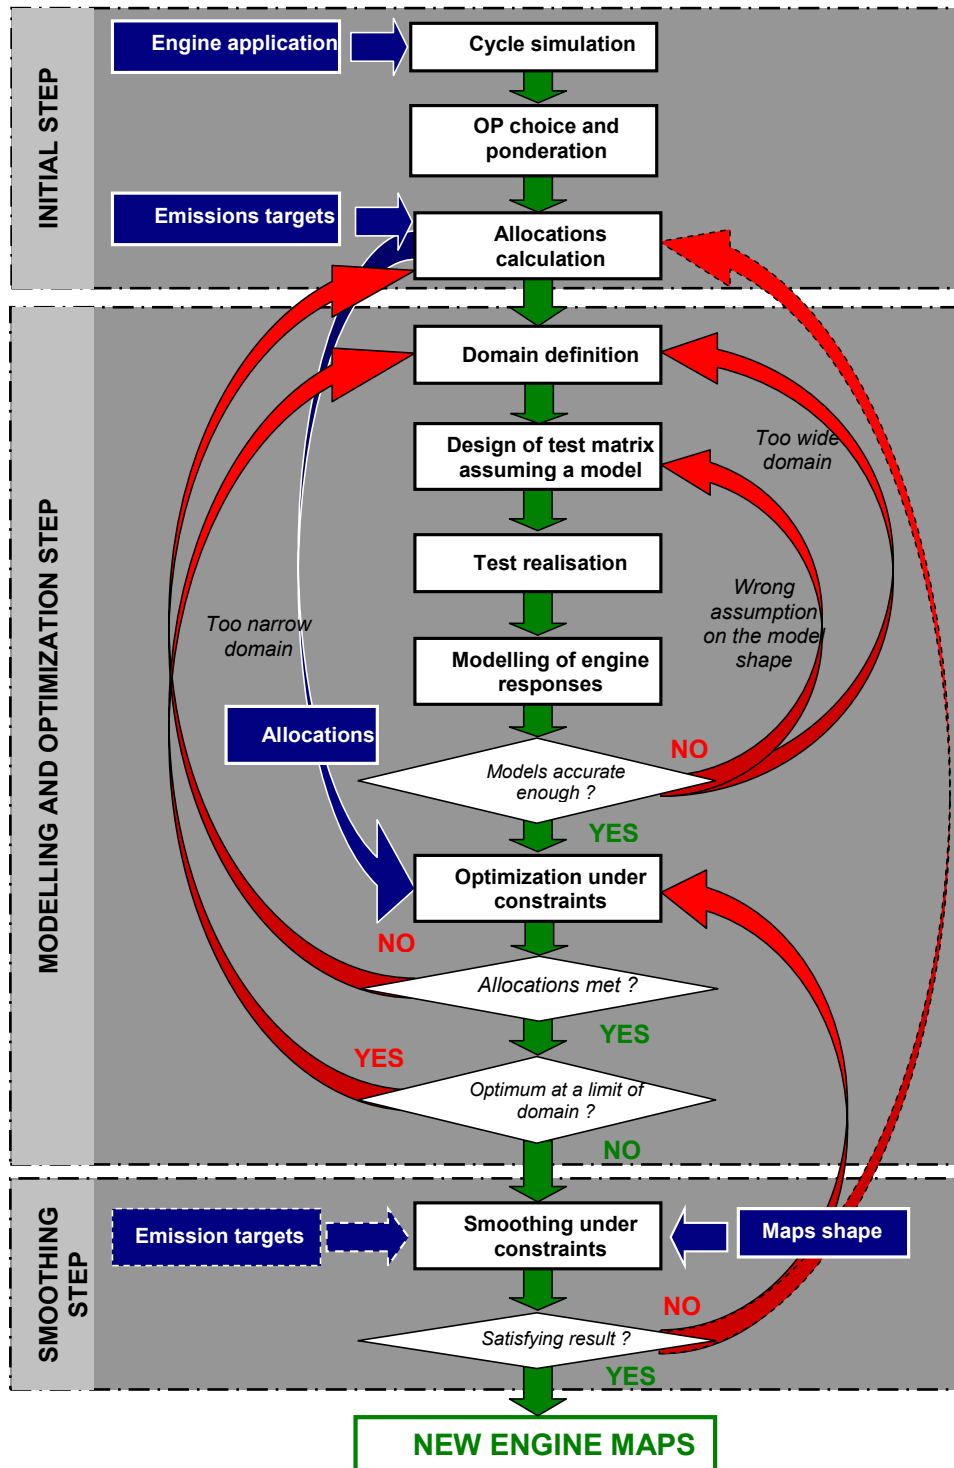 INITIAL STEP
Engine application
Cycle simulation
OP choice and
ponderation
Emissions targets
Allocations
calculation
MODELLING AND OPTIMIZATION STEP
Domain definition
Design of test matrix
assuming a model
Too wide
domain
Test realisation
Wrong
assumption
on the model
shape
Too narrow
domain
Modelling of engine
responses
Allocations
NO
Models accurate
enough ?
YES
Optimization under
constraints
NO
Allocations met ?
YES
YES
Optimum at a limit of
domain ?
NO
SMOOTHING
STEP
Emission targets
Smoothing under
constraints
Maps shape
NO
Satisfying result ?
YES
NEW ENGINE MAPS